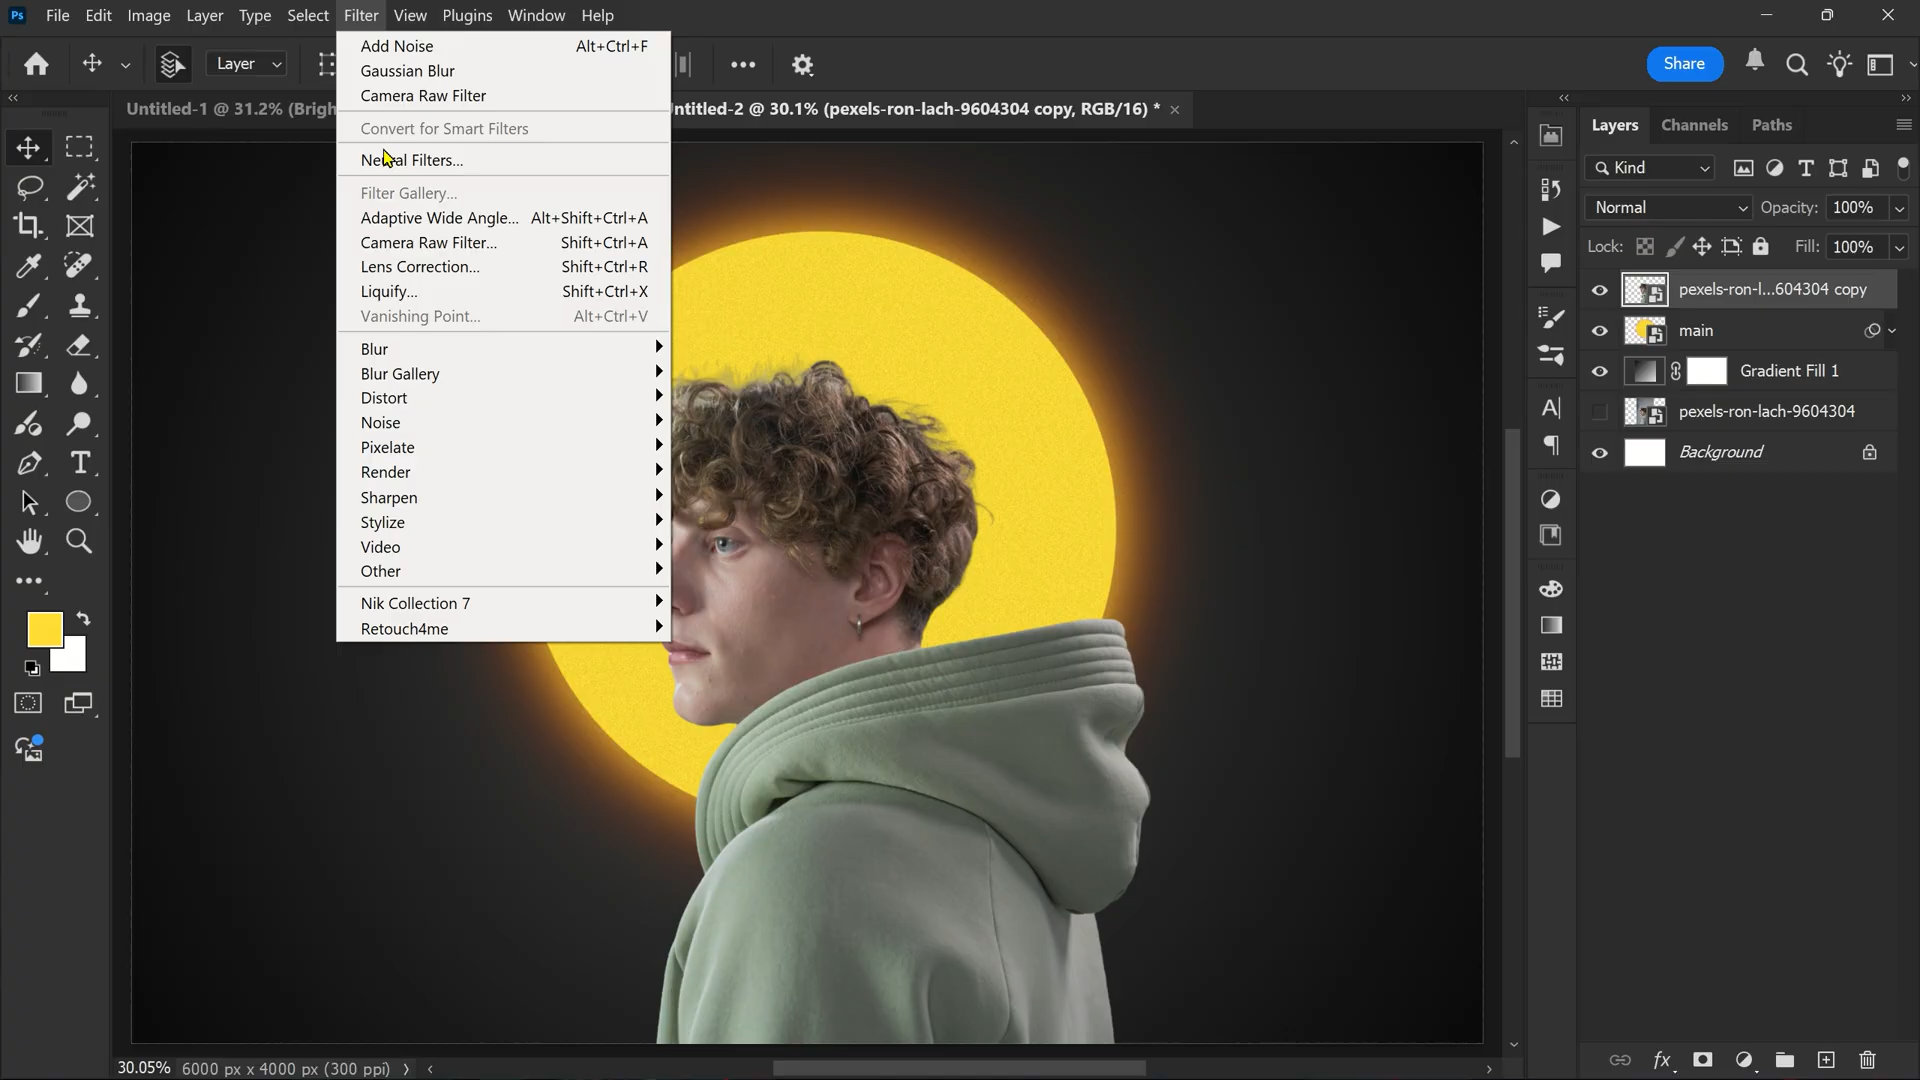 Ps File Edit Image Layer Type Select Filter View Plugins Window Help
Layer
Share
Untitled-1 @ 31.2% (Brigh
ntitled-2 @ 30.1% (pexels-ron-lach-9604304 copy, RGB/16) *
Add Noise Alt+Ctrl+F
Gaussian Blur
Camera Raw Filter
Convert for Smart Filters
Neural Filters...
Filter Gallery...
Adaptive Wide Angle... Alt+Shift+Ctrl+A
Camera Raw Filter... Shift+Ctrl+A
Lens Correction... Shift+Ctrl+R
Liquify... Shift+Ctrl+X
Vanishing Point... Alt+Ctrl+V
Blur
Blur Gallery
Distort
Noise
Pixelate
Render
Sharpen
Stylize
Video
Other
Nik Collection 7
Retouch4me
Layers Channels Paths
Kind
Normal Opacity: 100%
Lock: Fill: 100%
pexels-ron-l...604304 copy
main
Gradient Fill 1
pexels-ron-lach-9604304
Background
fx
30.05% 6000 px x 4000 px (300 ppi)